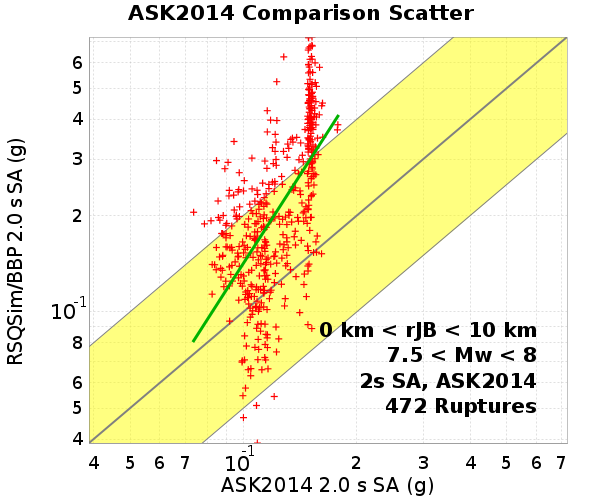 ASK2014 Comparison Scatter
RSQSim/BBP 2.0 s SA (g)
6
5
4
3
2
10-1
8
6
5
4
0 km < rJB < 10 km
7.5 < Mw < 8
2s SA, ASK2014
472 Ruptures
4 5 6 7 10-1 2 3 4 5 6 7
ASK2014 2.0 s SA (g)